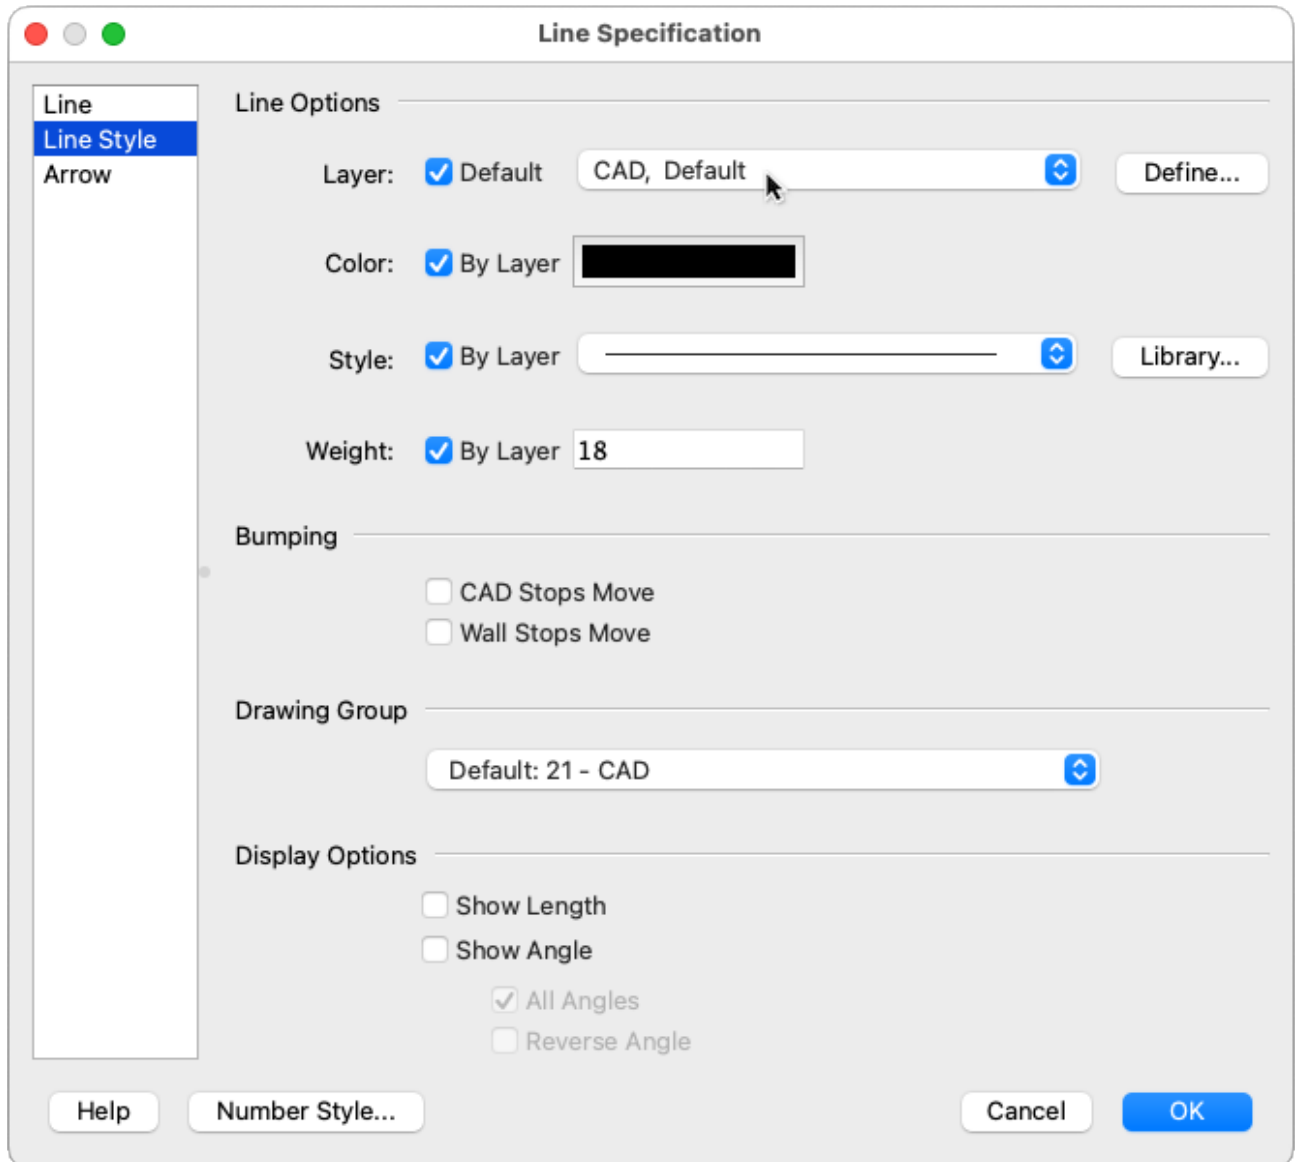 Line Specification
Line
Line Style
Arrow
Line Options
Layer: Default CAD, Default Define...
Color: By Layer
Style: By Layer Library...
Weight: By Layer 18
Bumping
CAD Stops Move
Wall Stops Move
Drawing Group
Default: 21 - CAD
Display Options
Show Length
Show Angle
All Angles
Reverse Angle
Help Number Style... Cancel OK